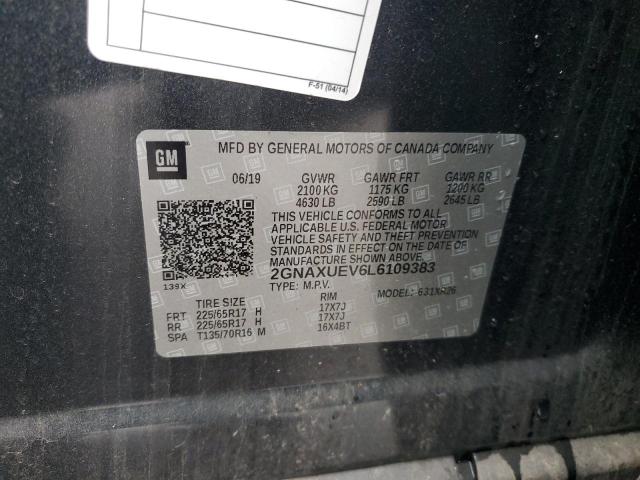 F-51 (04/14)
GM
MFD BY GENERAL MOTORS OF CANADA COMPANY
06/19 GVWR GAWR FRT GAWR RR
2100 KG 1175 KG 1200 KG
4630 LB 2590 LB 2645 LB
THIS VEHICLE CONFORMS TO ALL
APPLICABLE U.S. FEDERAL MOTOR
VEHICLE SAFETY AND THEFT PREVENTION
STANDARDS IN EFFECT ON THE DATE OF
MANUFACTURE SHOWN ABOVE.
139X 2GNAXUEV6L6109383
TYPE: M.P.V. MODEL: 631XR26
TIRE SIZE RIM
FRT 225/65R17 H 17X7J
RR 225/65R17 H 17X7J
SPA T135/70R16 M 16X4BT